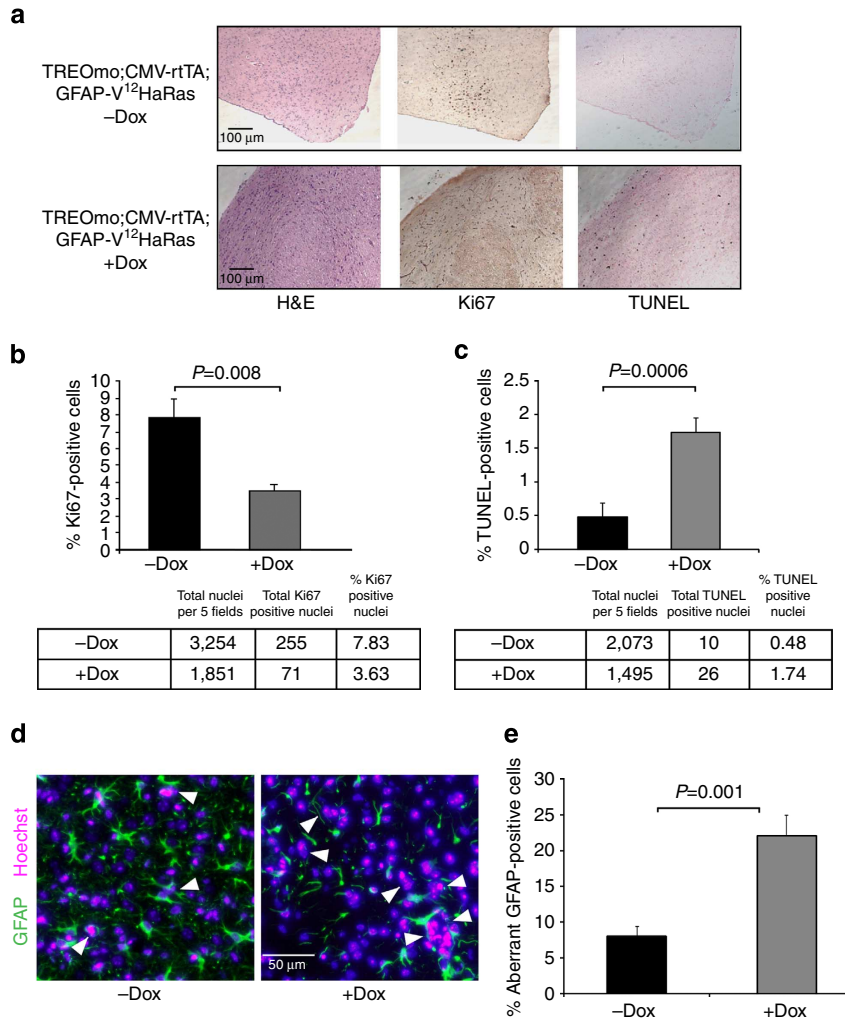 a
TREOmo;CMV-rtTA;
GFAP-V¹²HaRas
–Dox
100 µm
TREOmo;CMV-rtTA;
GFAP-V¹²HaRas
+Dox
100 µm
H&E Ki67 TUNEL
b
P=0.008
% Ki67-positive cells
10
9
8
7
6
5
4
3
2
1
0
–Dox +Dox
Total nuclei per 5 fields Total Ki67 positive nuclei % Ki67 positive nuclei
–Dox 3,254 255 7.83
+Dox 1,851 71 3.63
c
P=0.0006
% TUNEL-positive cells
2.5
2
1.5
1
0.5
0
–Dox +Dox
Total nuclei per 5 fields Total TUNEL positive nuclei % TUNEL positive nuclei
–Dox 2,073 10 0.48
+Dox 1,495 26 1.74
d
GFAP Hoechst
50 µm
–Dox +Dox
e
P=0.001
% Aberrant GFAP-positive cells
30
25
20
15
10
5
0
–Dox +Dox